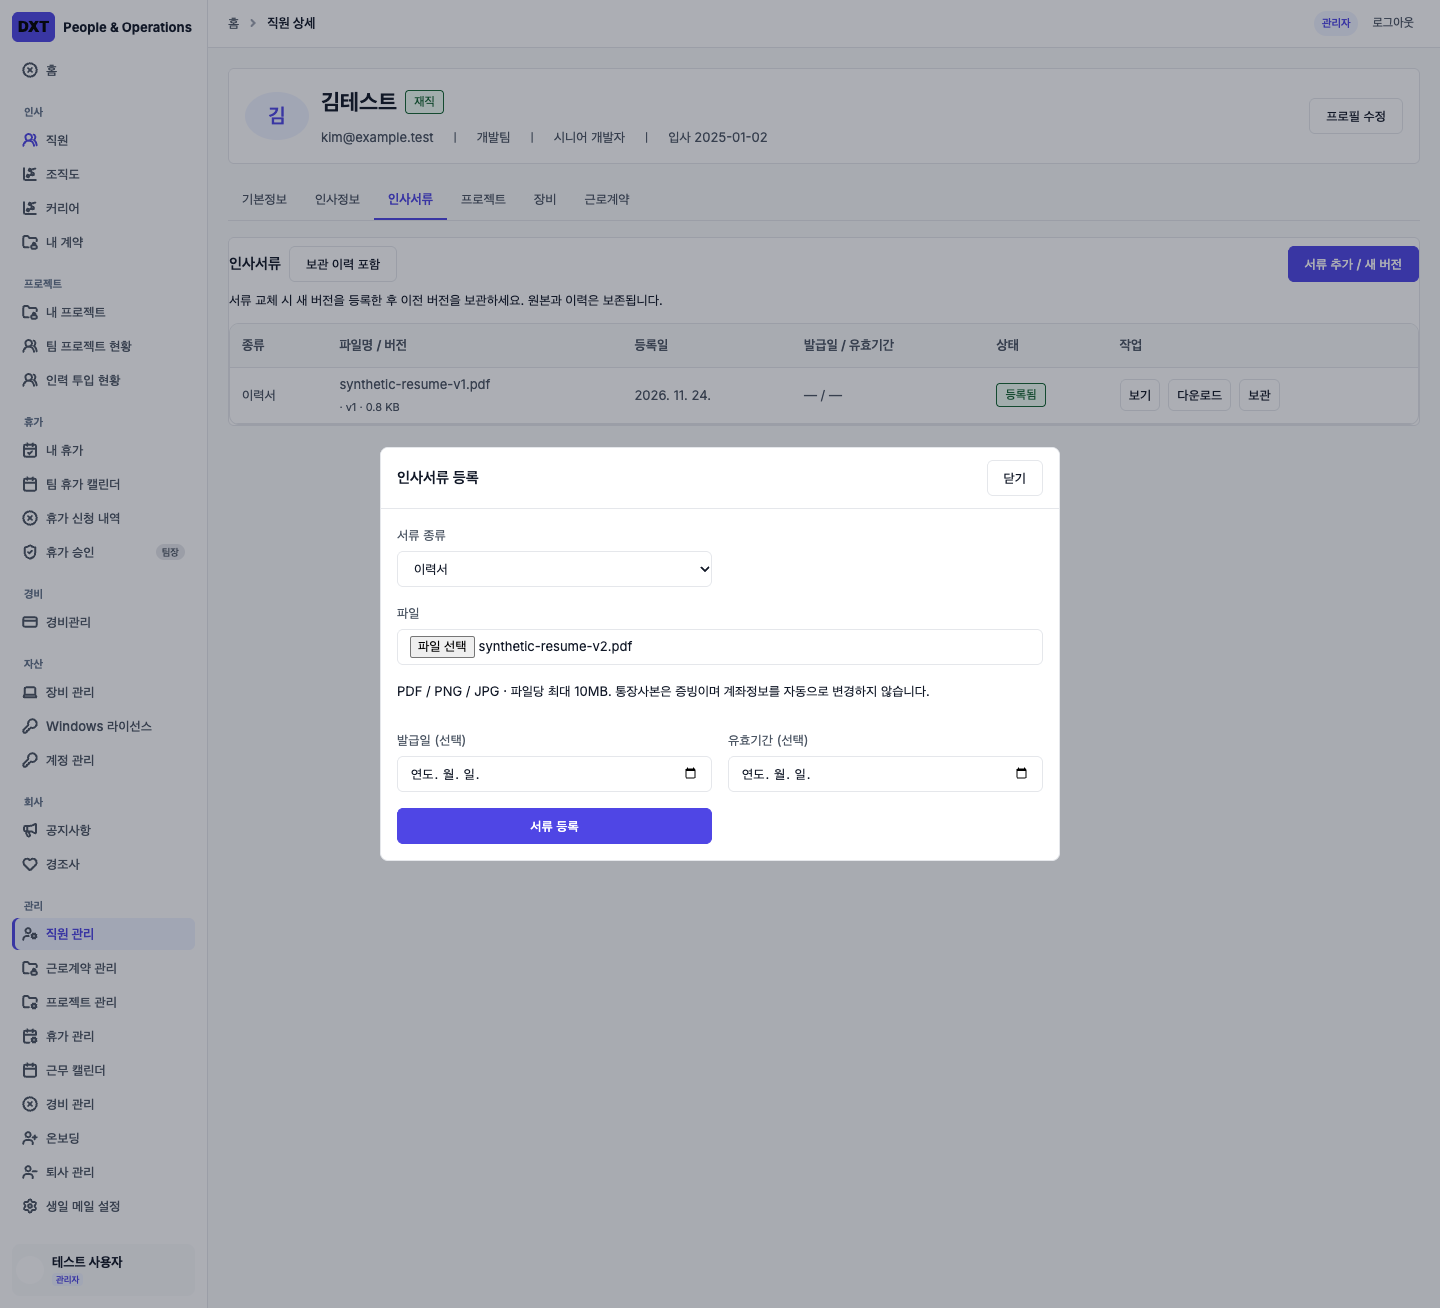 DXT People & Operations
홈
인사
직원
조직도
커리어
내 계약
프로젝트
내 프로젝트
팀 프로젝트 현황
인력 투입 현황
휴가
내 휴가
팀 휴가 캘린더
휴가 신청 내역
휴가 승인 팀장
경비
경비관리
자산
장비 관리
Windows 라이선스
계정 관리
회사
공지사항
경조사
관리
직원 관리
근로계약 관리
프로젝트 관리
휴가 관리
근무 캘린더
경비 관리
온보딩
퇴사 관리
생일 메일 설정
테스트 사용자
관리자
홈 > 직원 상세
관리자 로그아웃
김
김테스트 재직
kim@example.test | 개발팀 | 시니어 개발자 | 입사 2025-01-02
프로필 수정
기본정보 인사정보 인사서류 프로젝트 장비 근로계약
인사서류 보관 이력 포함 서류 추가 / 새 버전
서류 교체 시 새 버전을 등록한 후 이전 버전을 보관하세요. 원본과 이력은 보존됩니다.
종류 파일명 / 버전 등록일 발급일 / 유효기간 상태 작업
이력서 synthetic-resume-v1.pdf 2026. 11. 24. — / — 등록됨 보기 다운로드 보관
· v1 · 0.8 KB
인사서류 등록 닫기
서류 종류
이력서
파일
파일 선택 synthetic-resume-v2.pdf
PDF / PNG / JPG · 파일당 최대 10MB. 통장사본은 증빙이며 계좌정보를 자동으로 변경하지 않습니다.
발급일 (선택) 유효기간 (선택)
연도. 월. 일. 연도. 월. 일.
서류 등록